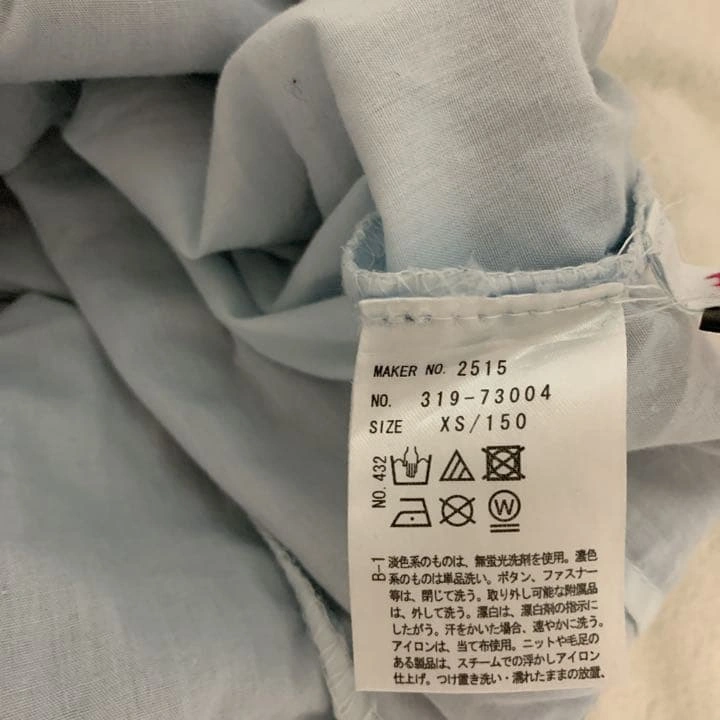 MAKER NO. 2515
NO. 319-73004
SIZE XS/150
NO.432
W
B-1
淡色系のものは、無蛍光洗剤を使用。濃色
系のものは単品洗い。ボタン、ファスナー
等は、閉じて洗う。取り外し可能な附属品
は、外して洗う。漂白は、漂白剤の指示に
したがう。汗をかいた場合、速やかに洗う。
アイロンは、当て布使用。ニットや毛足の
ある製品は、スチームでの浮かしアイロン
仕上げ。つけ置き洗い・濡れたままの放置、